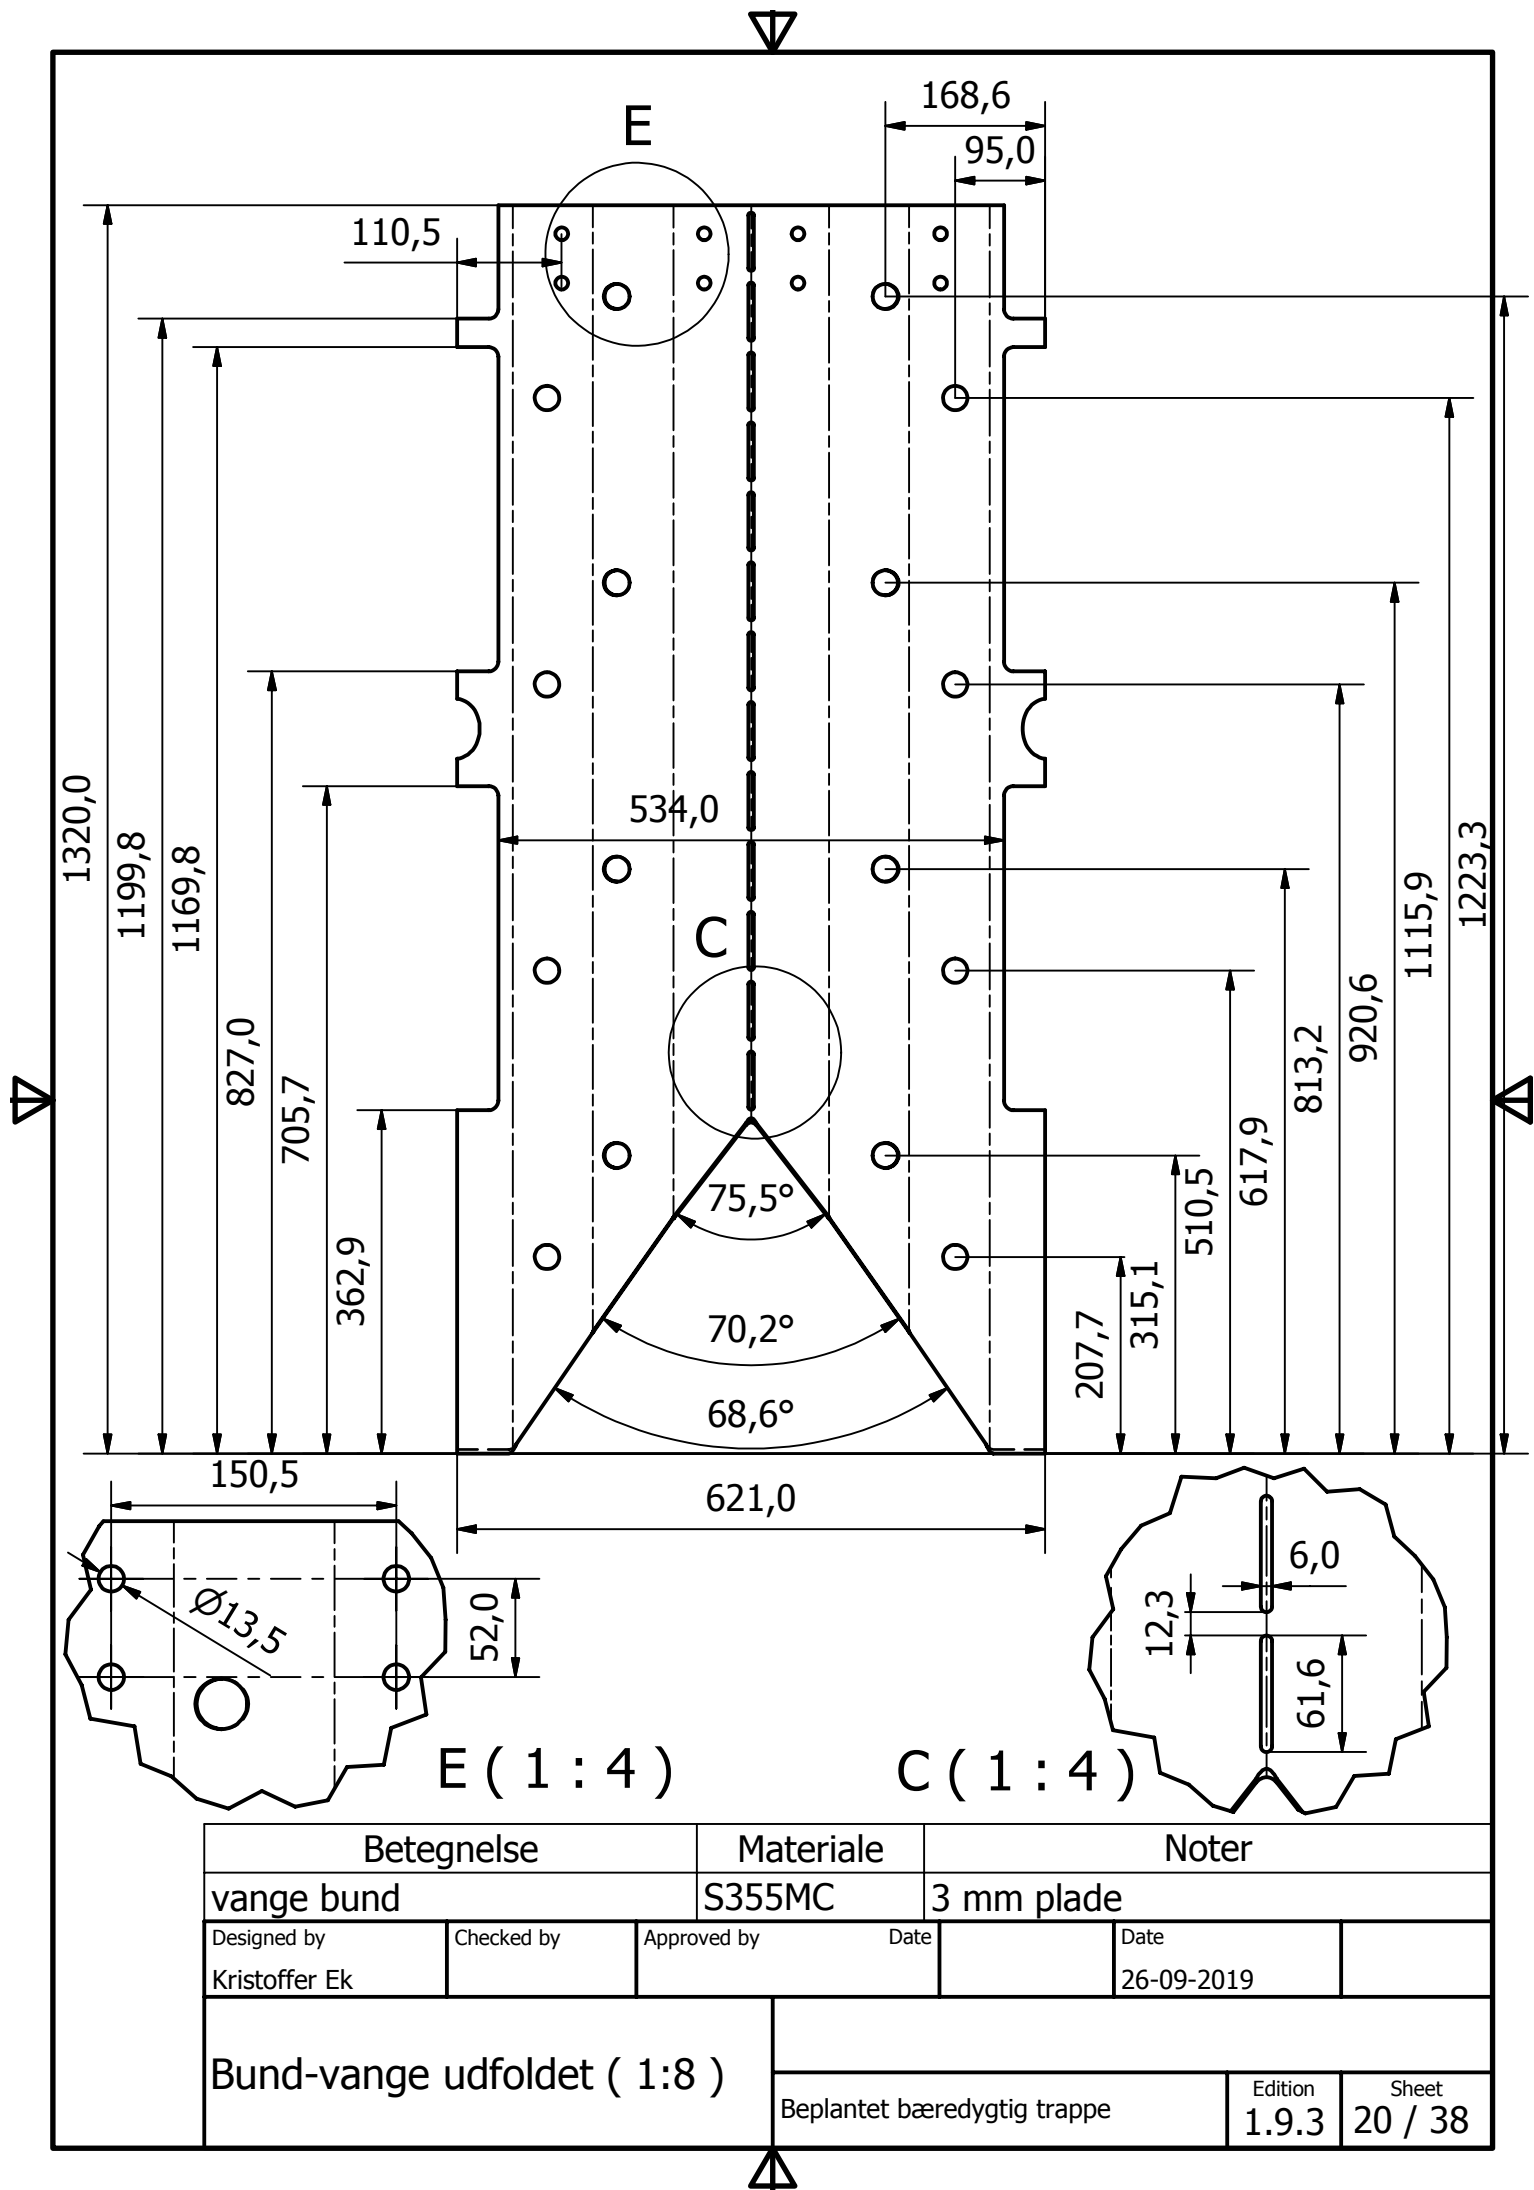 168,6
E
95,0
110,5
534,0
1320,0
1199,8
1169,8
827,0
705,7
362,9
C
1223,3
1115,9
920,6
813,2
617,9
510,5
315,1
207,7
75,5°
70,2°
68,6°
150,5
621,0
Ø13,5
52,0
6,0
12,3
61,6
E ( 1 : 4 )
C ( 1 : 4 )
Betegnelse Materiale Noter
vange bund S355MC 3 mm plade
Designed by Checked by Approved by Date Date
Kristoffer Ek 26-09-2019
Bund-vange udfoldet ( 1:8 )
Beplantet bæredygtig trappe
Edition
1.9.3
Sheet
20 / 38